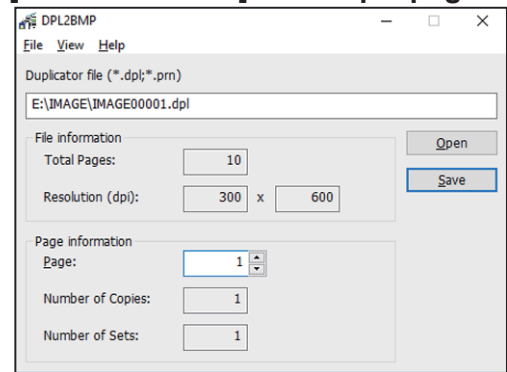 DPL2BMP
File View Help
Duplicator file (*.dpl;*.prn)
E:\IMAGE\IMAGE00001.dpl
File information
Open
Total Pages: 10
Save
Resolution (dpi): 300 x 600
Page information
Page: 1
Number of Copies: 1
Number of Sets: 1